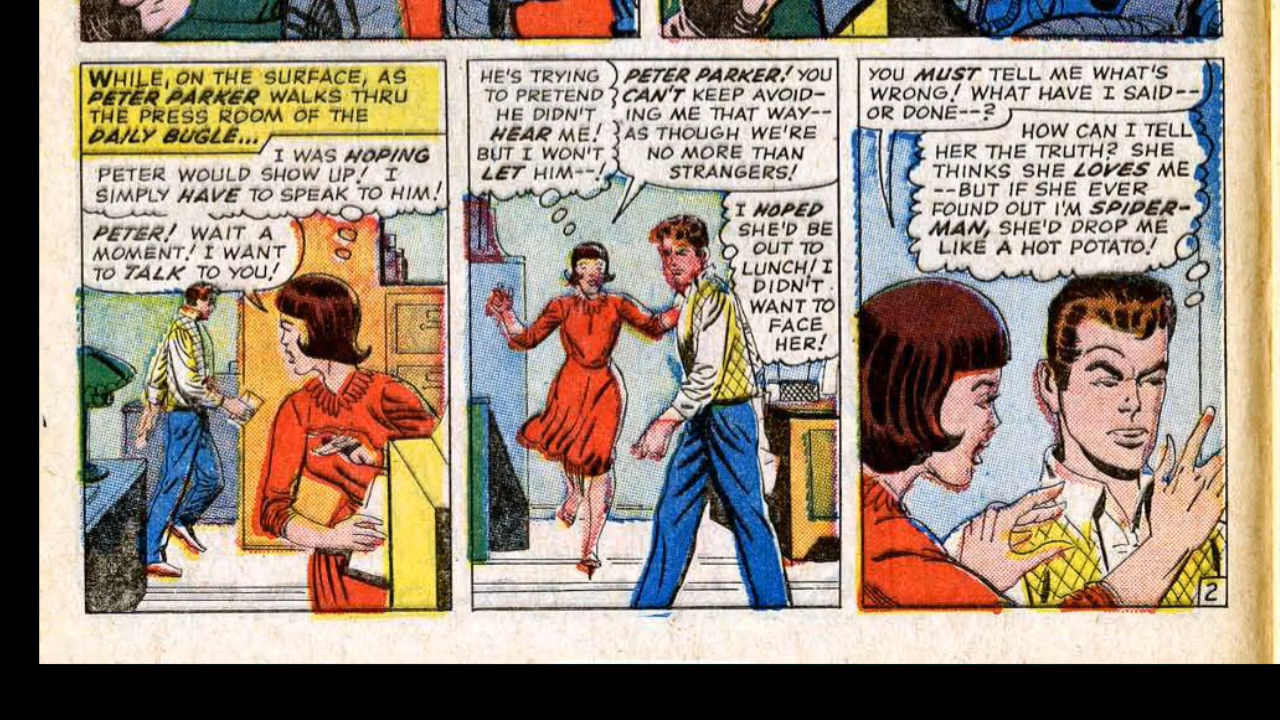 WHILE, ON THE SURFACE, AS
PETER PARKER WALKS THRU
THE PRESS ROOM OF THE
DAILY BUGLE...
I WAS HOPING
PETER WOULD SHOW UP! I
SIMPLY HAVE TO SPEAK TO HIM!
PETER! WAIT A
MOMENT! I WANT
TO TALK TO YOU!
HE'S TRYING
TO PRETEND
HE DIDN'T
HEAR ME!
BUT I WON'T
LET HIM--!
PETER PARKER! YOU
CAN'T KEEP AVOID-
ING ME THAT WAY--
AS THOUGH WE'RE
NO MORE THAN
STRANGERS!
I HOPED
SHE'D BE
OUT TO
LUNCH! I
DIDN'T
WANT TO
FACE
HER!
YOU MUST TELL ME WHAT'S
WRONG! WHAT HAVE I SAID--
OR DONE--?
HOW CAN I TELL
HER THE TRUTH? SHE
THINKS SHE LOVES ME
--BUT IF SHE EVER
FOUND OUT I'M SPIDER-
MAN, SHE'D DROP ME
LIKE A HOT POTATO!
2